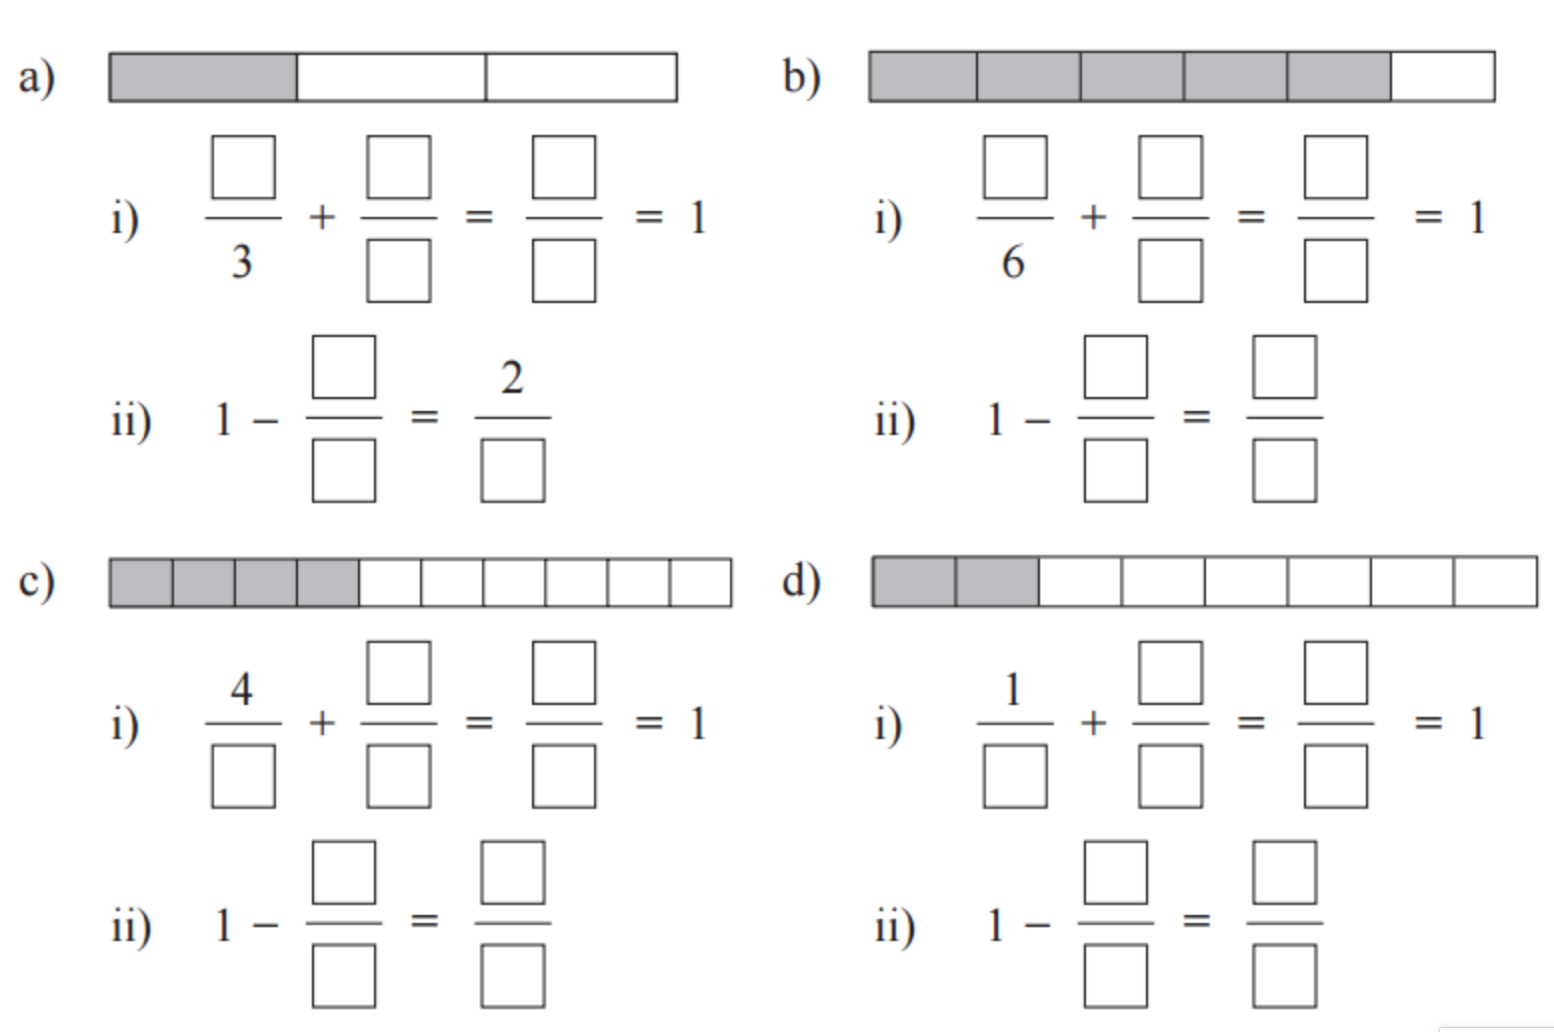 a)
i) □/3 + □/□ = □/□ = 1
ii) 1 – □/□ = 2/□
b)
i) □/6 + □/□ = □/□ = 1
ii) 1 – □/□ = □/□
c)
i) 4/□ + □/□ = □/□ = 1
ii) 1 – □/□ = □/□
d)
i) 1/□ + □/□ = □/□ = 1
ii) 1 – □/□ = □/□